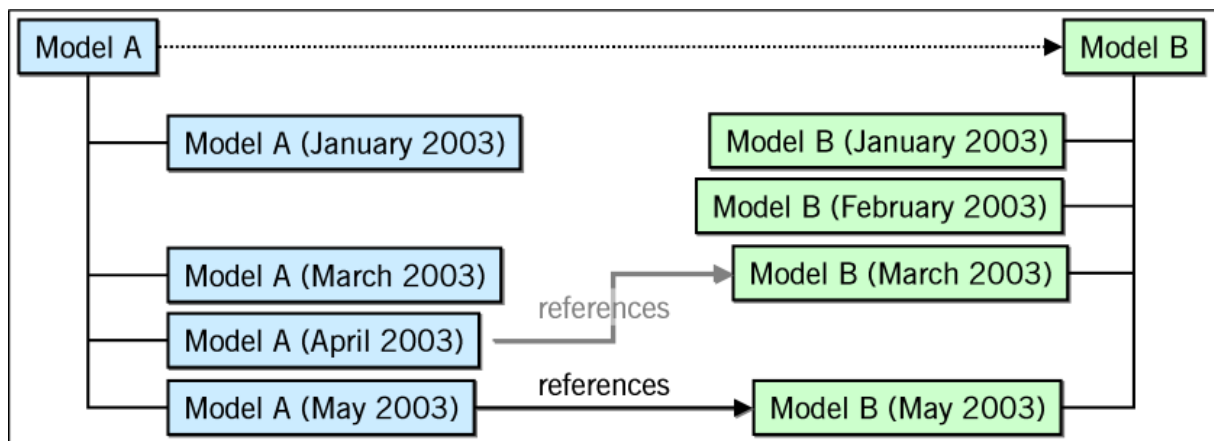 Model A
Model B
Model A (January 2003)
Model B (January 2003)
Model B (February 2003)
Model A (March 2003)
Model B (March 2003)
references
Model A (April 2003)
references
Model A (May 2003)
Model B (May 2003)